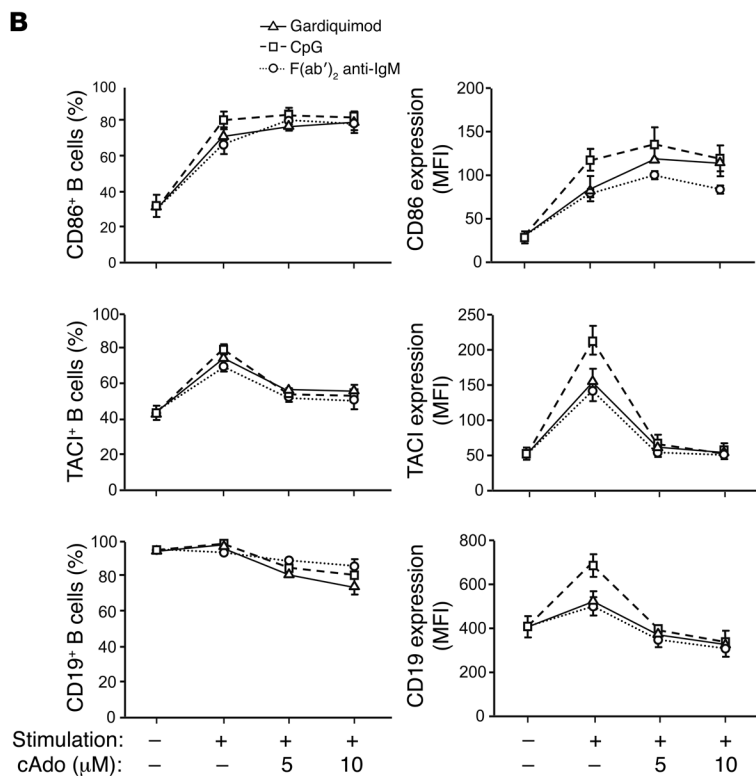 B
Gardiquimod
CpG
F(ab′)₂ anti-IgM
CD86⁺ B cells (%)
100
80
60
40
20
0
CD86 expression
(MFI)
200
150
100
50
0
TACI⁺ B cells (%)
100
80
60
40
20
0
TACI expression
(MFI)
250
200
150
100
50
0
CD19⁺ B cells (%)
100
80
60
40
20
0
CD19 expression
(MFI)
800
600
400
200
0
Stimulation: – + + + – + + +
cAdo (μM): – – 5 10 – – 5 10